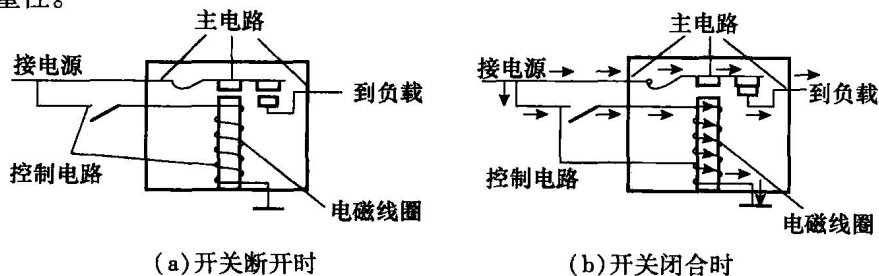 量性。
主电路
主电路
接电源
接电源
到负载
到负载
控制电路
控制电路
电磁线圈
电磁线圈
(a)开关断开时
(b)开关闭合时